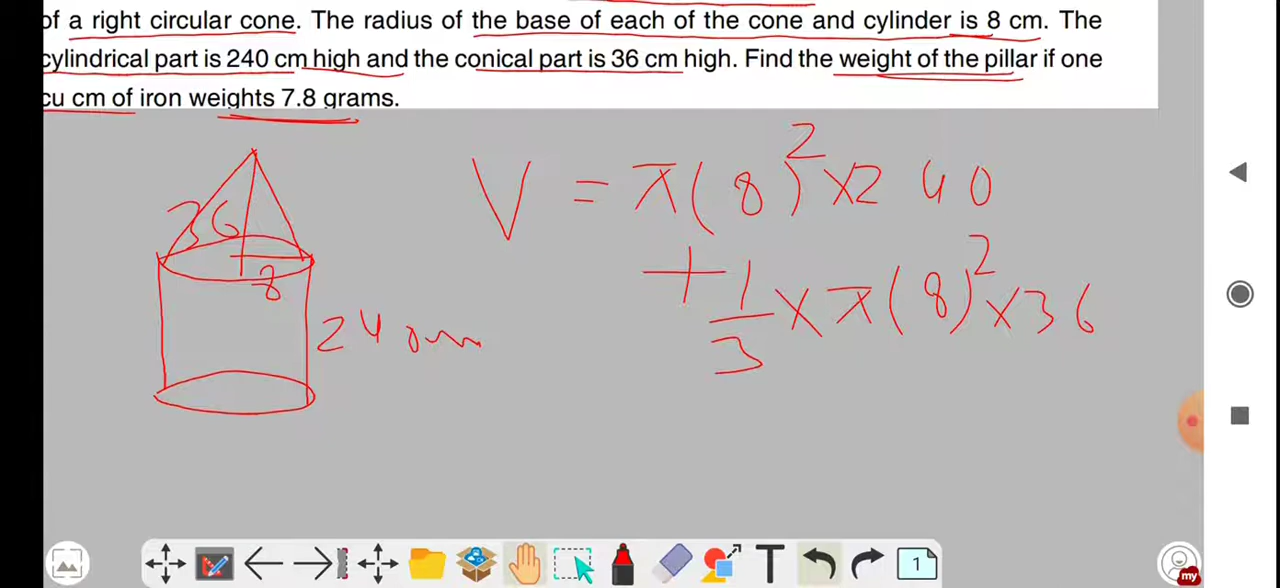 of a right circular cone. The radius of the base of each of the cone and cylinder is 8 cm. The
cylindrical part is 240 cm high and the conical part is 36 cm high. Find the weight of the pillar if one
cu cm of iron weights 7.8 grams.
V = π(8)²×240
+ 1/3 × π(8)²×36
36
8
240m
T
1
my